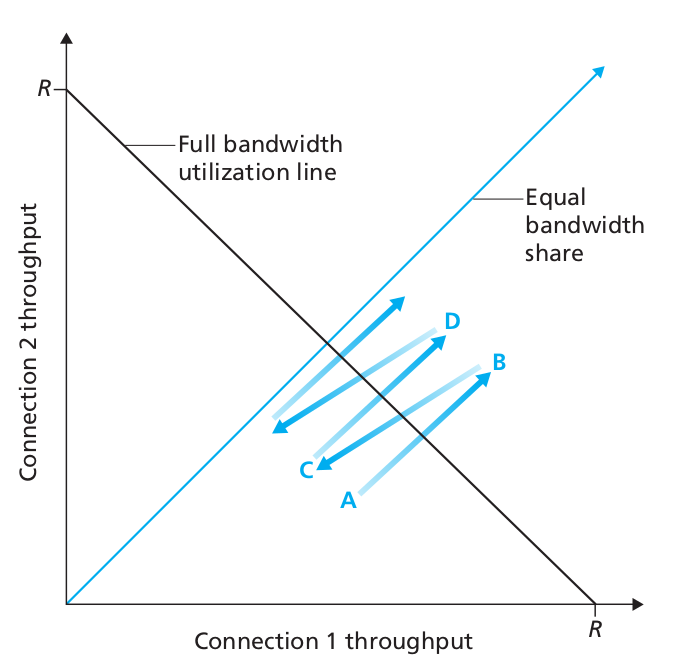 R
Full bandwidth
utilization line
Equal
bandwidth
share
D
B
C
A
Connection 2 throughput
R
Connection 1 throughput